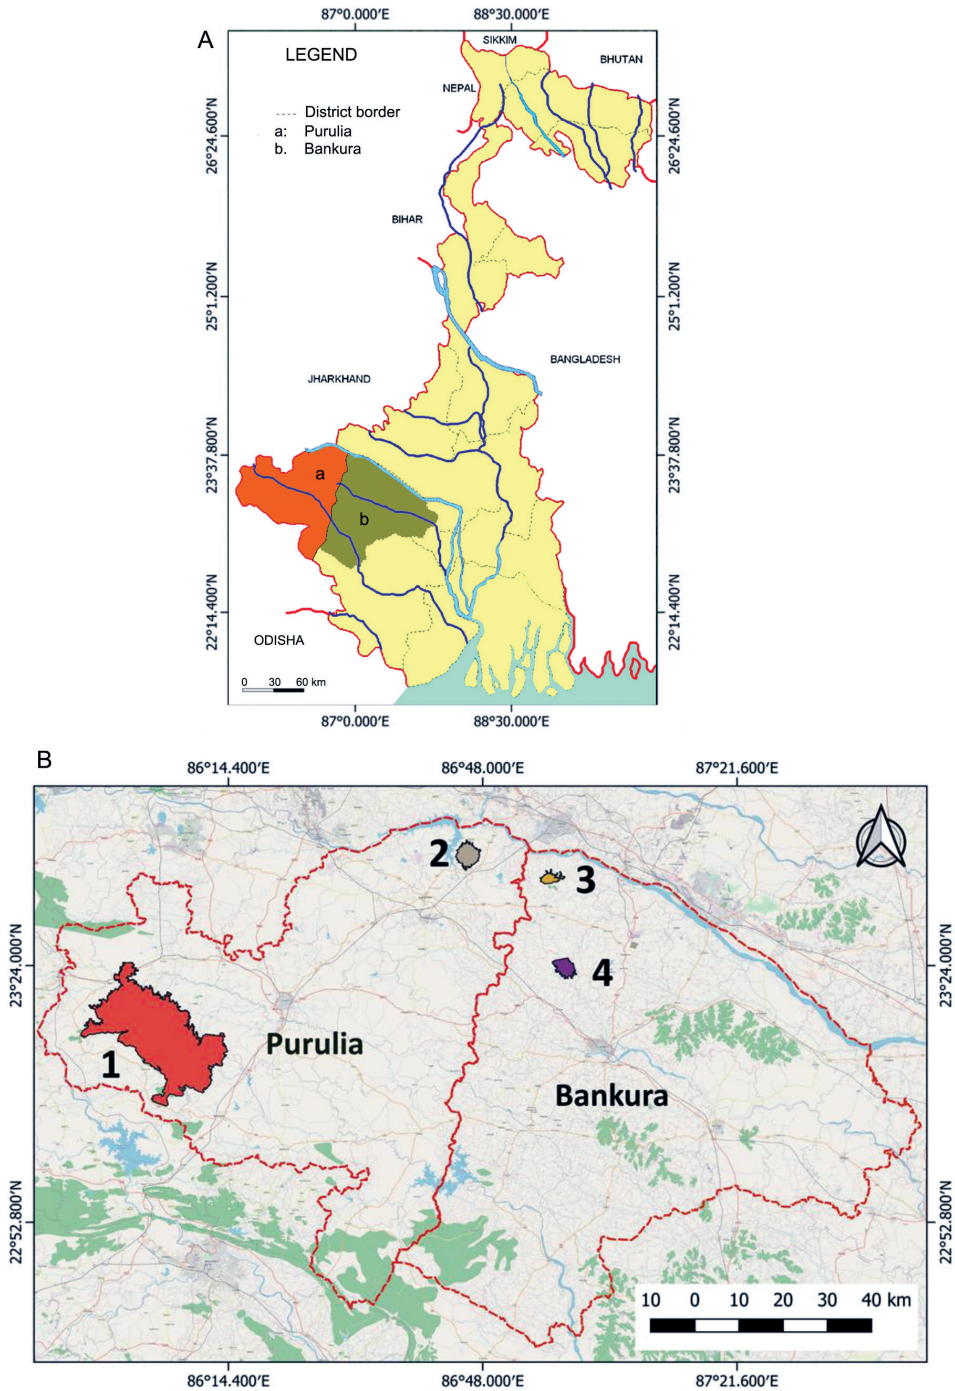 A
87°0.000′E 88°30.000′E
LEGEND
---- District border
a: Purulia
b. Bankura
SIKKIM
BHUTAN
NEPAL
BIHAR
BANGLADESH
JHARKHAND
a
b
ODISHA
0 30 60 km
26°24.600′N
25°1.200′N
23°37.800′N
22°14.400′N
26°24.600′N
25°1.200′N
23°37.800′N
22°14.400′N
87°0.000′E 88°30.000′E
B
86°14.400′E 86°48.000′E 87°21.600′E
2
3
4
1
Purulia
Bankura
23°24.000′N
22°52.800′N
23°24.000′N
22°52.800′N
10 0 10 20 30 40 km
86°14.400′E 86°48.000′E 87°21.600′E